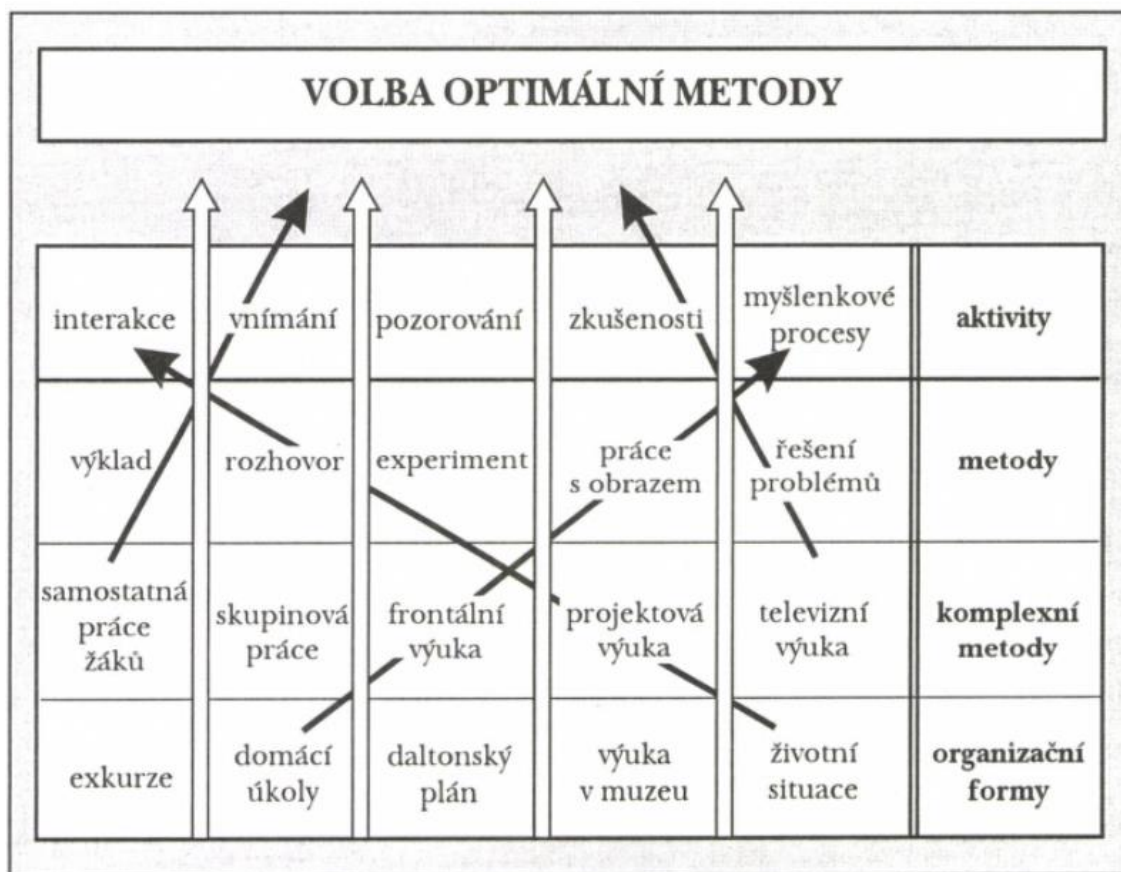 VOLBA OPTIMÁLNÍ METODY
interakce
vnímání
pozorování
zkušenosti
myšlenkové
procesy
aktivity
výklad
rozhovor
experiment
práce
s obrazem
řešení
problémů
metody
samostatná
práce
žáků
skupinová
práce
frontální
výuka
projektová
výuka
televizní
výuka
komplexní
metody
exkurze
domácí
úkoly
daltonský
plán
výuka
v muzeu
životní
situace
organizační
formy